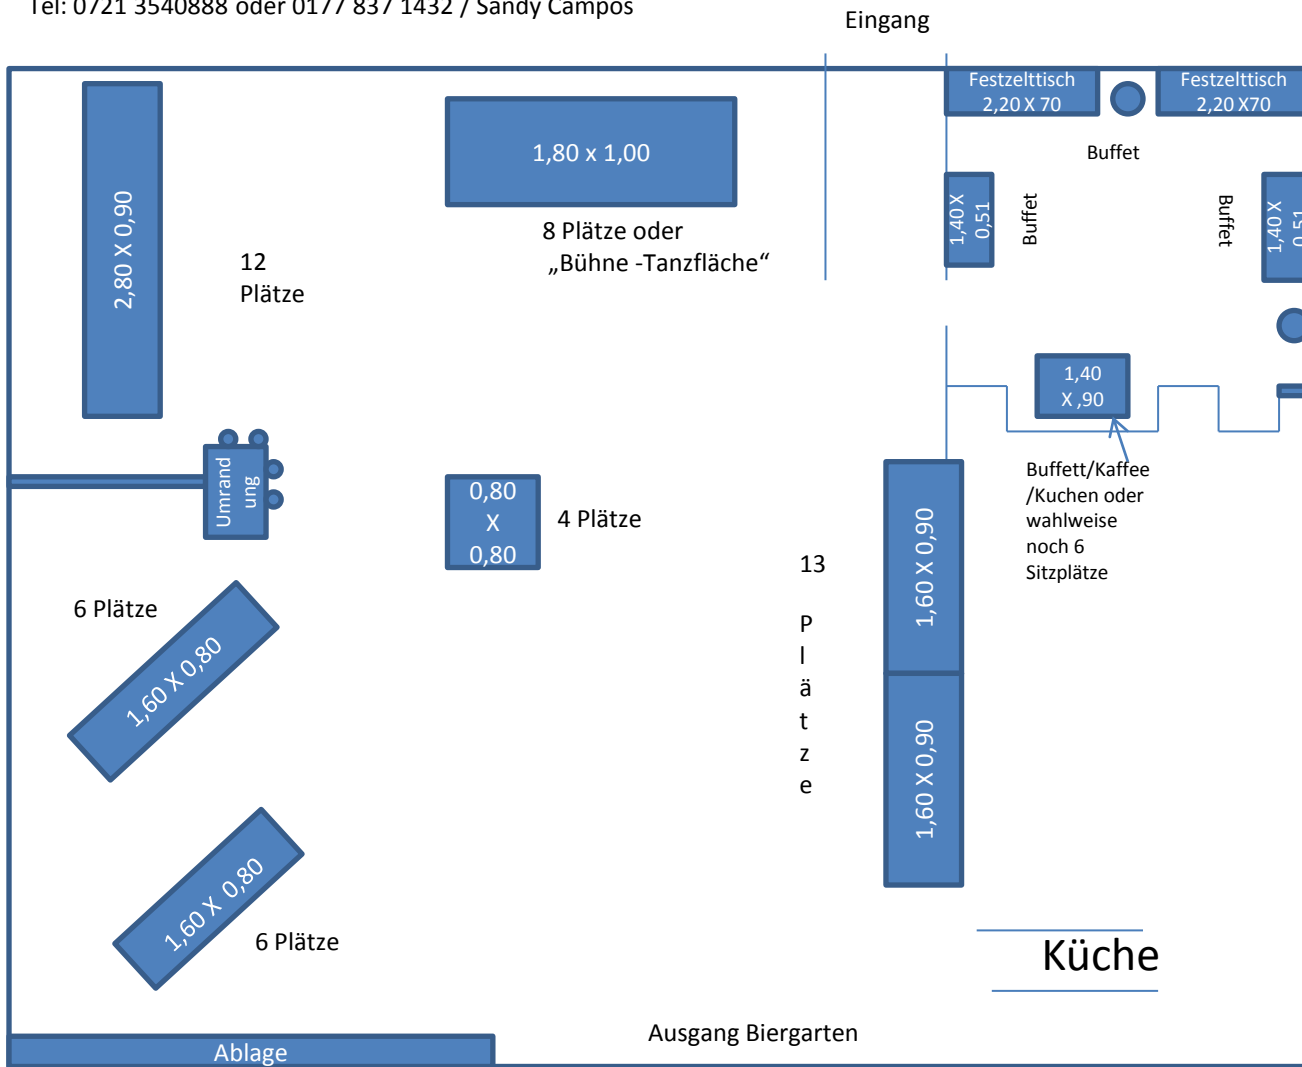 Tel: 0721 3540888 oder 0177 837 1432 / Sandy Campos
Eingang
Festzelttisch
2,20 X 70
Festzelttisch
2,20 X70
Buffet
1,80 x 1,00
8 Plätze oder
„Bühne -Tanzfläche“
2,80 X 0,90
12
Plätze
1,40 X
0,51
Buffet
Buffet
1,40 X
0,51
1,40
X ,90
Buffett/Kaffee
/Kuchen oder
wahlweise
noch 6
Sitzplätze
Umrand
ung
0,80
X
0,80
4 Plätze
13
P
l
ä
t
z
e
1,60 X 0,90
1,60 X 0,90
6 Plätze
1,60 X 0,80
1,60 X 0,80
6 Plätze
Küche
Ausgang Biergarten
Ablage